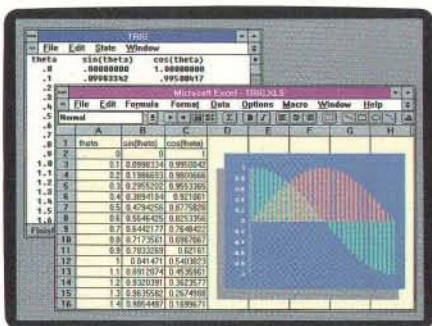 TRIG
File Edit State Window
theta sin(theta) cos(theta)
.0 .00000000 1.00000000
.1 .09983342 .99500417
.2
.3
.4
.5
.6
.7
.8
.9
1.0
1.1
1.2
1.3
1.4
1.5
1.6
Microsoft Excel - TRIG.XLS
File Edit Formula Format Data Options Macro Window Help
Normal
A B C D E F G H
1 theta sin(theta) cos(theta)
2 0 0 1
3 0.1 0.0998334 0.9950042
4 0.2 0.1986693 0.9800666
5 0.3 0.2955202 0.9553365
6 0.4 0.3894184 0.921061
7 0.5 0.4794256 0.8775826
8 0.6 0.5646425 0.8253356
9 0.7 0.6442177 0.7648422
10 0.8 0.7173561 0.6967067
11 0.9 0.7833269 0.62161
12 1 0.841471 0.5403023
13 1.1 0.8912074 0.4535961
14 1.2 0.9320391 0.3623577
15 1.3 0.9635582 0.2674988
16 1.4 0.9854497 0.1699671